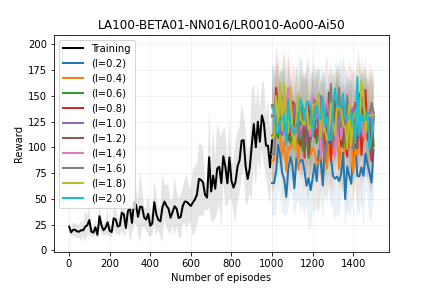 LA100-BETA01-NN016/LR0010-Ao00-Ai50
Reward
200
175
150
125
100
75
50
25
0
Training
(l=0.2)
(l=0.4)
(l=0.6)
(l=0.8)
(l=1.0)
(l=1.2)
(l=1.4)
(l=1.6)
(l=1.8)
(l=2.0)
0 200 400 600 800 1000 1200 1400
Number of episodes